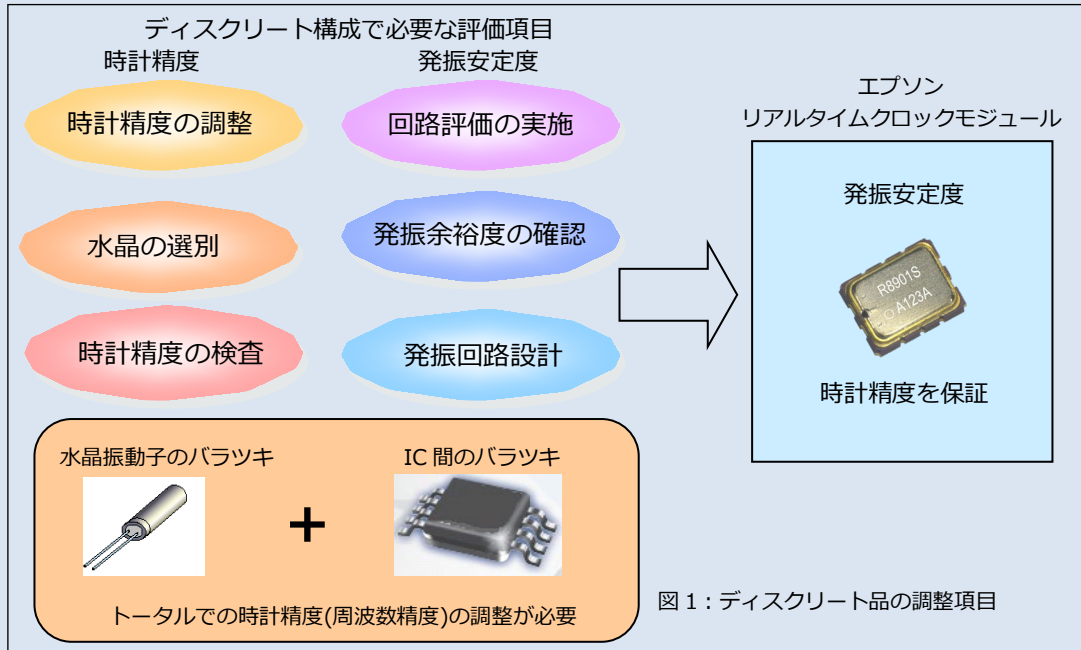 ディスクリート構成で必要な評価項目
時計精度
発振安定度
時計精度の調整
回路評価の実施
水晶の選別
発振余裕度の確認
時計精度の検査
発振回路設計
エプソン
リアルタイムクロックモジュール
発振安定度
R8901S
A123A
時計精度を保証
水晶振動子のバラツキ
IC 間のバラツキ
+
トータルでの時計精度(周波数精度)の調整が必要
図 1：ディスクリート品の調整項目